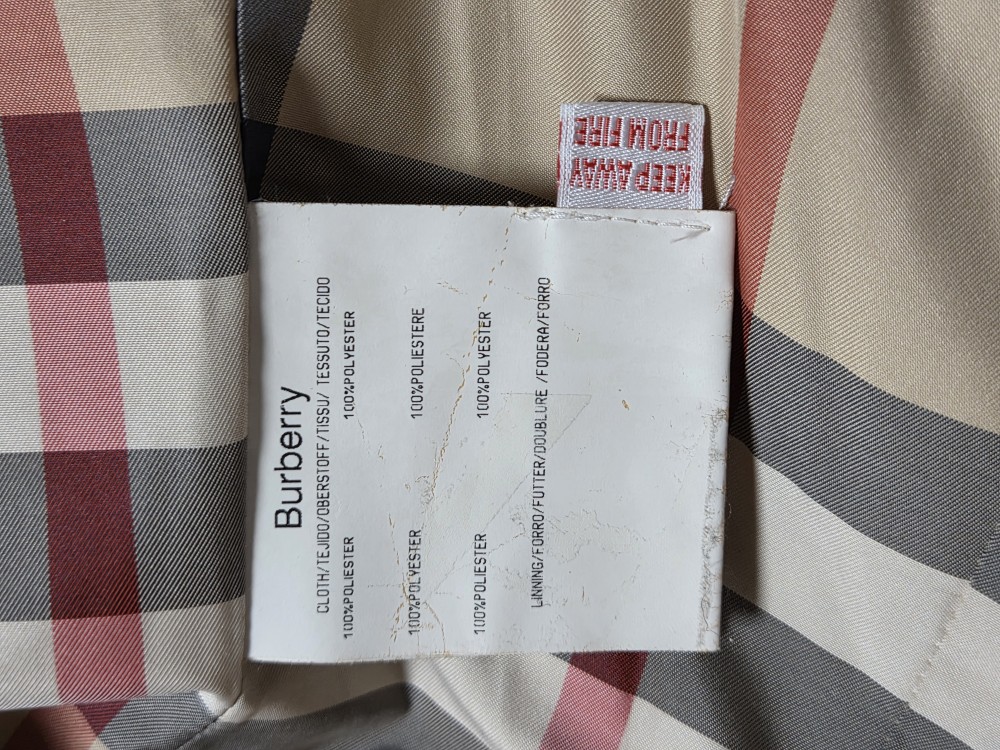 Burberry
CLOTH/TEJIDO/OBERSTOFF/TISSU/ TESSUTO/TECIDO
100%POLIESTER 100%POLYESTER
100%POLYESTER 100%POLIESTERE
100%POLIESTER 100%POLYESTER
LINNING/FORRO/FUTTER/DOUBLURE /FODERA/FORRO
KEEP AWAY
FROM FIRE